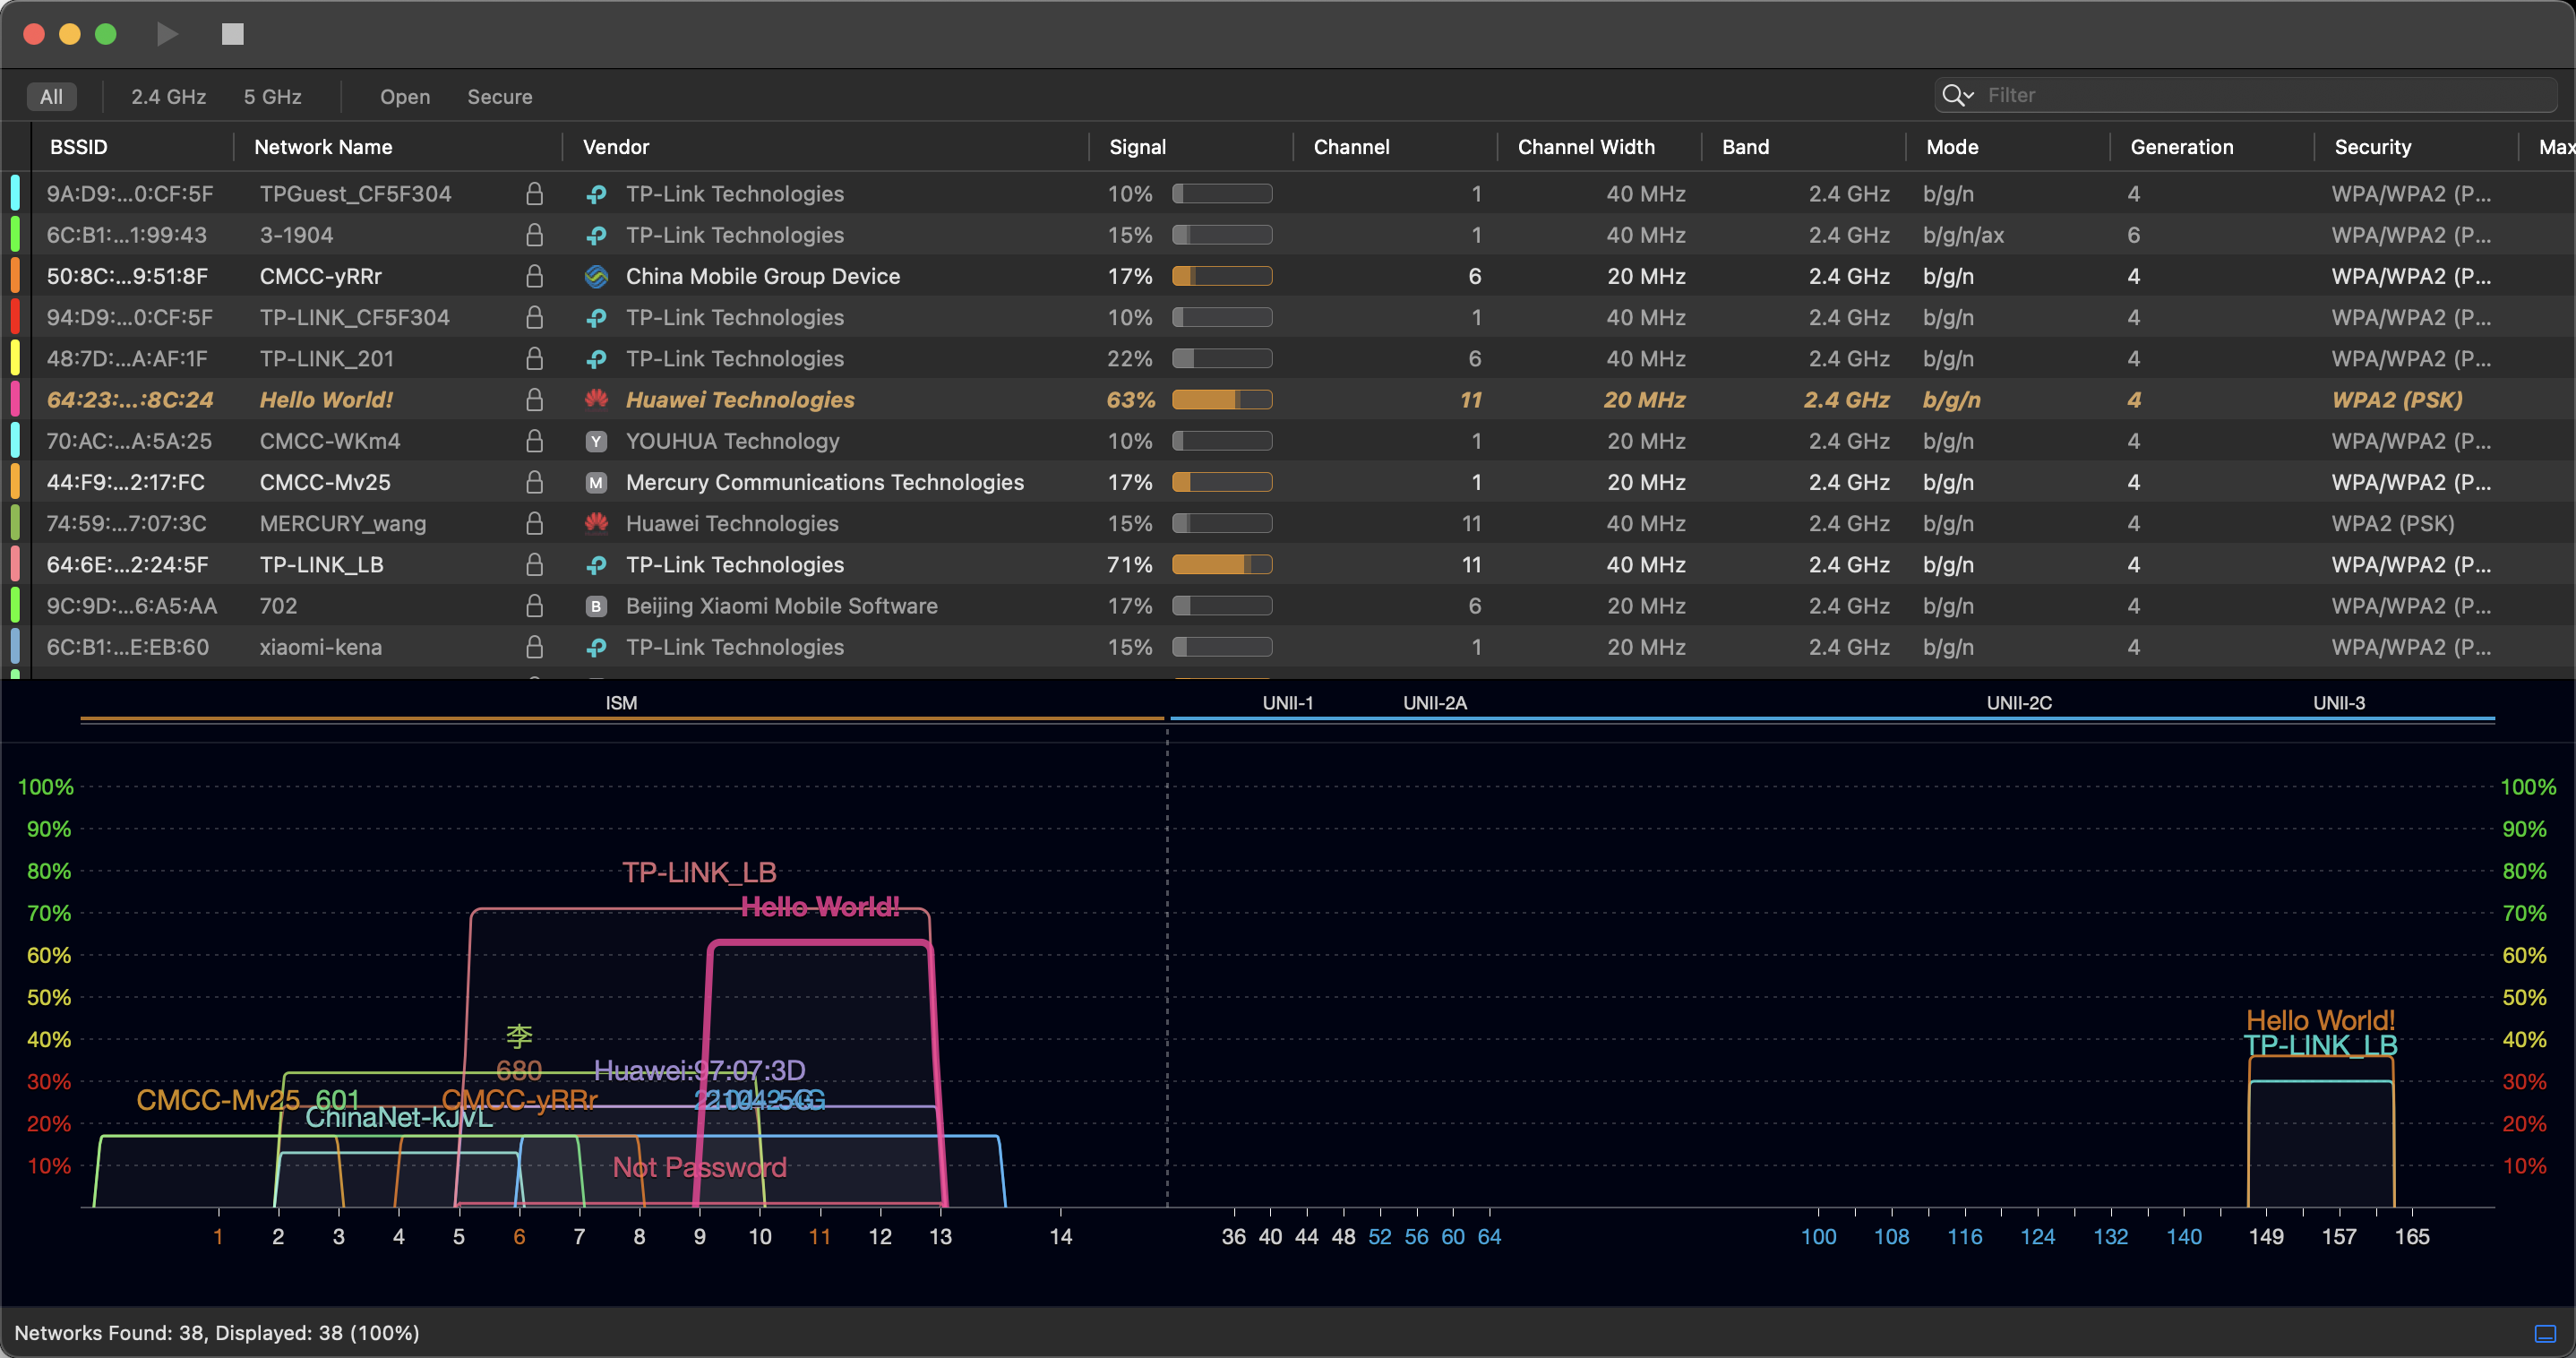 All 2.4 GHz 5 GHz Open Secure Filter
BSSID Network Name Vendor Signal Channel Channel Width Band Mode Generation Security Max
9A:D9:...0:CF:5F TPGuest_CF5F304 TP-Link Technologies 10% 1 40 MHz 2.4 GHz b/g/n 4 WPA/WPA2 (P...
6C:B1:...1:99:43 3-1904 TP-Link Technologies 15% 1 40 MHz 2.4 GHz b/g/n/ax 6 WPA/WPA2 (P...
50:8C:...9:51:8F CMCC-yRRr China Mobile Group Device 17% 6 20 MHz 2.4 GHz b/g/n 4 WPA/WPA2 (P...
94:D9:...0:CF:5F TP-LINK_CF5F304 TP-Link Technologies 10% 1 40 MHz 2.4 GHz b/g/n 4 WPA/WPA2 (P...
48:7D:...A:AF:1F TP-LINK_201 TP-Link Technologies 22% 6 40 MHz 2.4 GHz b/g/n 4 WPA/WPA2 (P...
64:23:...:8C:24 Hello World! Huawei Technologies 63% 11 20 MHz 2.4 GHz b/g/n 4 WPA2 (PSK)
70:AC:...A:5A:25 CMCC-WKm4 Y YOUHUA Technology 10% 1 20 MHz 2.4 GHz b/g/n 4 WPA/WPA2 (P...
44:F9:...2:17:FC CMCC-Mv25 M Mercury Communications Technologies 17% 1 20 MHz 2.4 GHz b/g/n 4 WPA/WPA2 (P...
74:59:...7:07:3C MERCURY_wang Huawei Technologies 15% 11 40 MHz 2.4 GHz b/g/n 4 WPA2 (PSK)
64:6E:...2:24:5F TP-LINK_LB TP-Link Technologies 71% 11 40 MHz 2.4 GHz b/g/n 4 WPA/WPA2 (P...
9C:9D:...6:A5:AA 702 B Beijing Xiaomi Mobile Software 17% 6 20 MHz 2.4 GHz b/g/n 4 WPA/WPA2 (P...
6C:B1:...E:EB:60 xiaomi-kena TP-Link Technologies 15% 1 20 MHz 2.4 GHz b/g/n 4 WPA/WPA2 (P...
ISM UNII-1 UNII-2A UNII-2C UNII-3
100% 100%
90% 90%
80% TP-LINK_LB 80%
70% Hello World! 70%
60% 60%
50% 50%
Hello World!
40% 李 TP-LINK_LB 40%
680 Huawei:97:07:3D
30% 30%
CMCC-Mv25 601 CMCC-yRRr
ChinaNet-kJVL
20% 20%
10% Not Password 10%
1 2 3 4 5 6 7 8 9 10 11 12 13 14 36 40 44 48 52 56 60 64 100 108 116 124 132 140 149 157 165
Networks Found: 38, Displayed: 38 (100%)